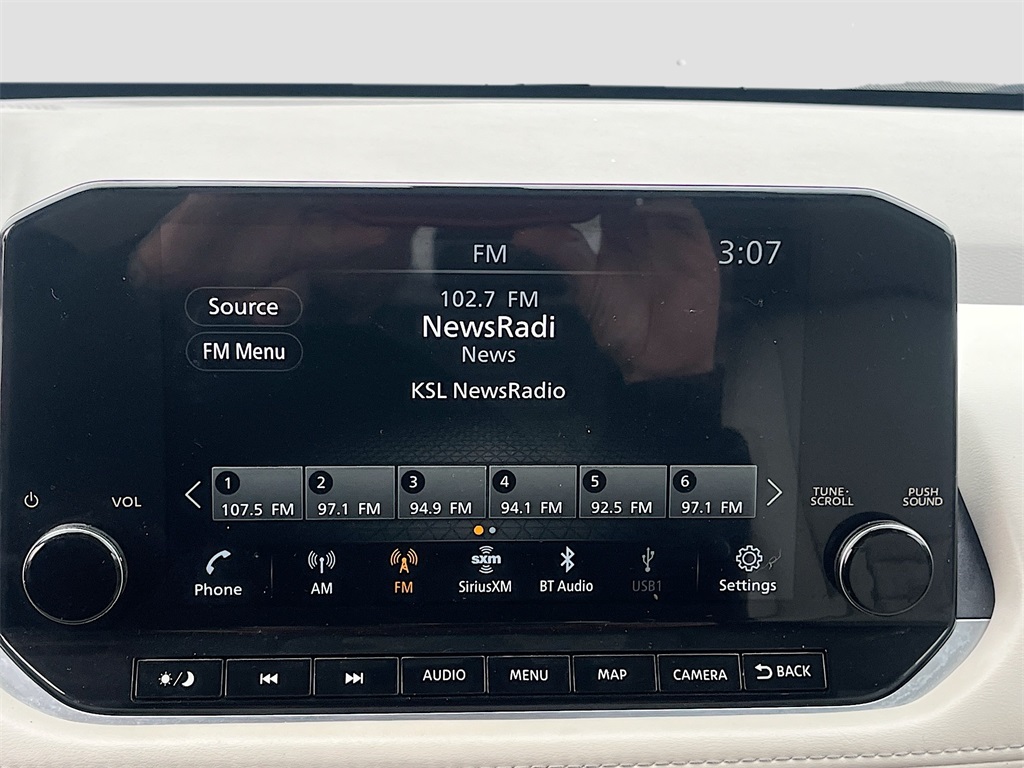 FM
3:07
Source
FM Menu
102.7 FM
NewsRadi
News
KSL NewsRadio
1
107.5 FM
2
97.1 FM
3
94.9 FM
4
94.1 FM
5
92.5 FM
6
97.1 FM
VOL
TUNE·
SCROLL
PUSH
SOUND
Phone
AM
FM
sxm
SiriusXM
BT Audio
USB1
Settings
AUDIO
MENU
MAP
CAMERA
BACK